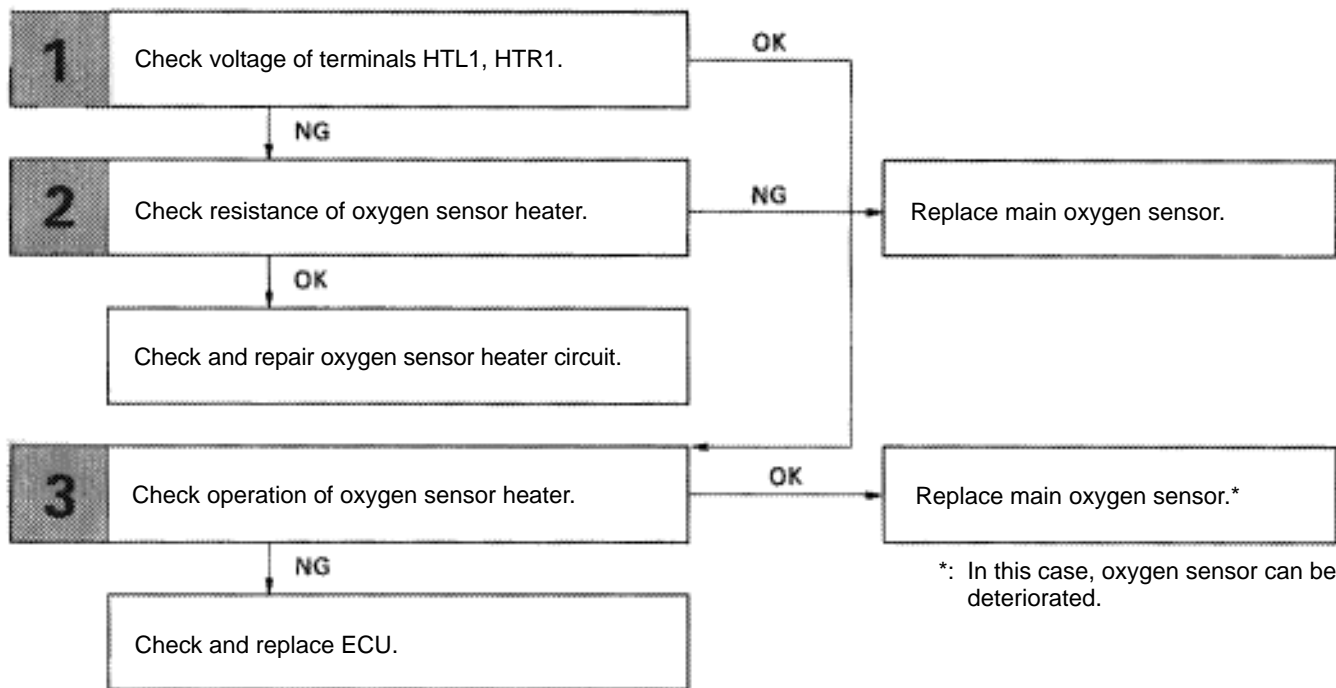 1
Check voltage of terminals HTL1, HTR1.
OK
NG
2
Check resistance of oxygen sensor heater.
NG
Replace main oxygen sensor.
OK
Check and repair oxygen sensor heater circuit.
3
Check operation of oxygen sensor heater.
OK
Replace main oxygen sensor.*
NG
*: In this case, oxygen sensor can be
deteriorated.
Check and replace ECU.